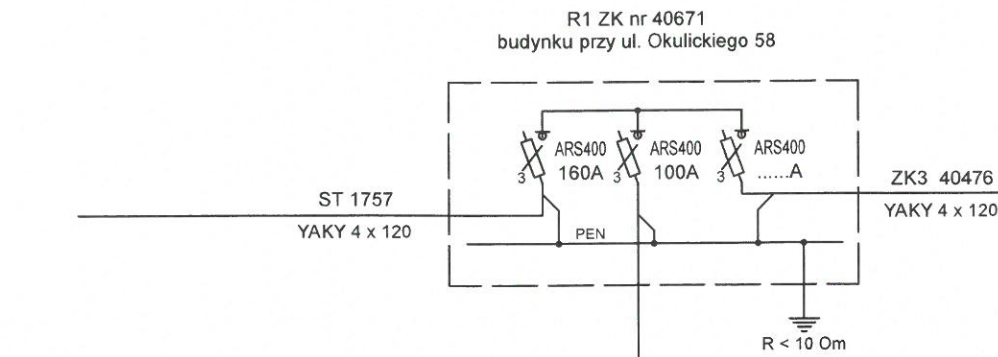 R1 ZK nr 40671
budynku przy ul. Okulickiego 58
ARS400
160A
3
ARS400
100A
3
ARS400
......A
3
ST 1757
YAKY 4 x 120
ZK3 40476
YAKY 4 x 120
PEN
R < 10 Om